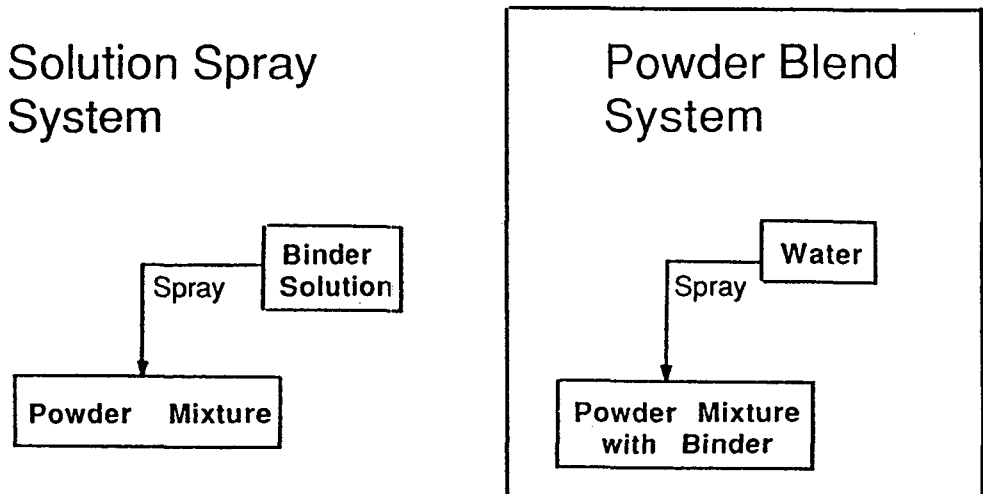 Solution Spray
System
Binder
Solution
Spray
Powder Mixture
Powder Blend
System
Water
Spray
Powder Mixture
with Binder